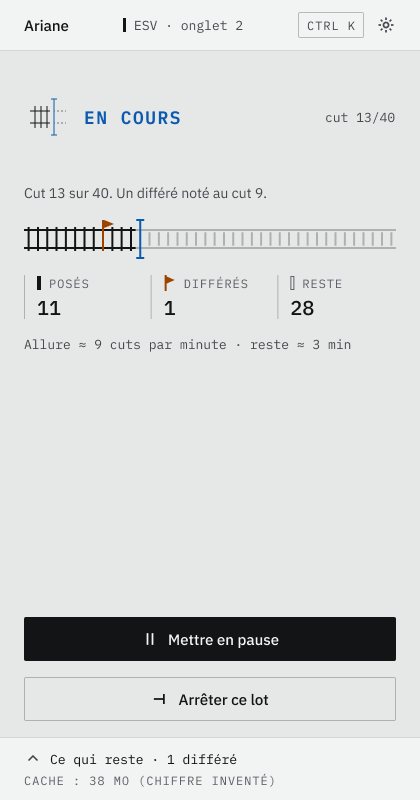 Ariane
ESV · onglet 2
CTRL K
EN COURS
cut 13/40
Cut 13 sur 40. Un différé noté au cut 9.
POSÉS
11
DIFFÉRÉS
1
RESTE
28
Allure ≈ 9 cuts par minute · reste ≈ 3 min
Mettre en pause
Arrêter ce lot
Ce qui reste · 1 différé
CACHE : 38 MO (CHIFFRE INVENTÉ)